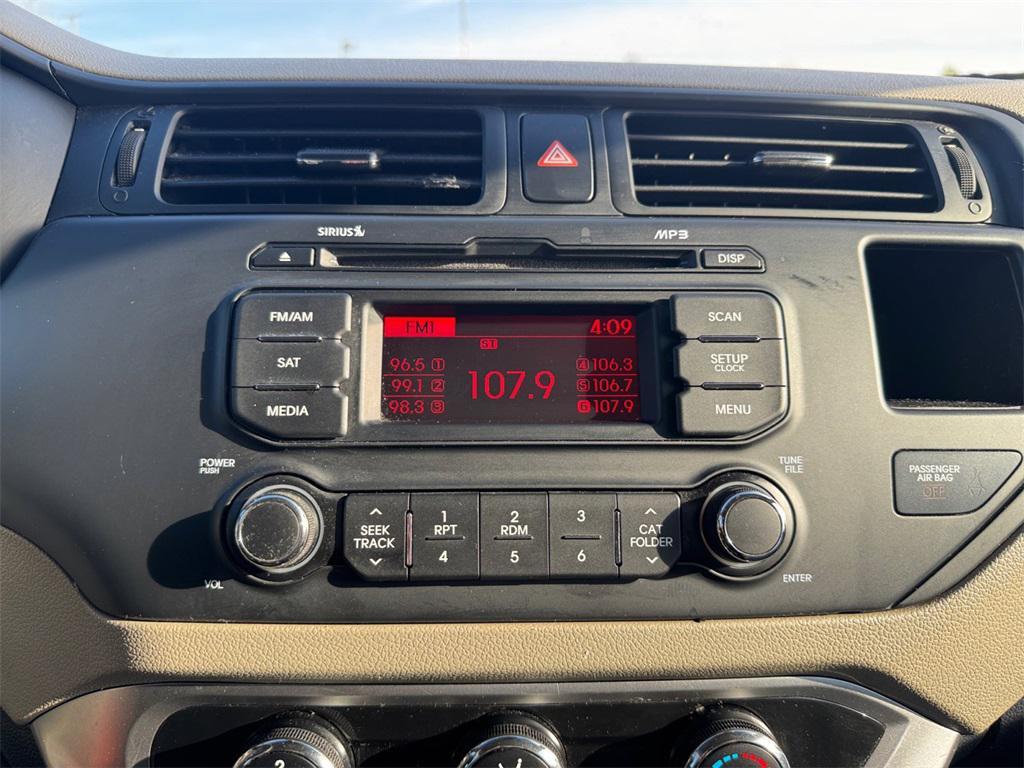 SIRIUS
MP3
DISP
FM/AM
SAT
MEDIA
FM1
4:09
ST
96.5 1
99.1 2
98.3 3
107.9
4 106.3
5 106.7
6 107.9
SCAN
SETUP
CLOCK
MENU
POWER
PUSH
VOL
SEEK
TRACK
1
RPT
4
2
RDM
5
3
6
CAT
FOLDER
TUNE
FILE
ENTER
PASSENGER
AIR BAG
OFF
2